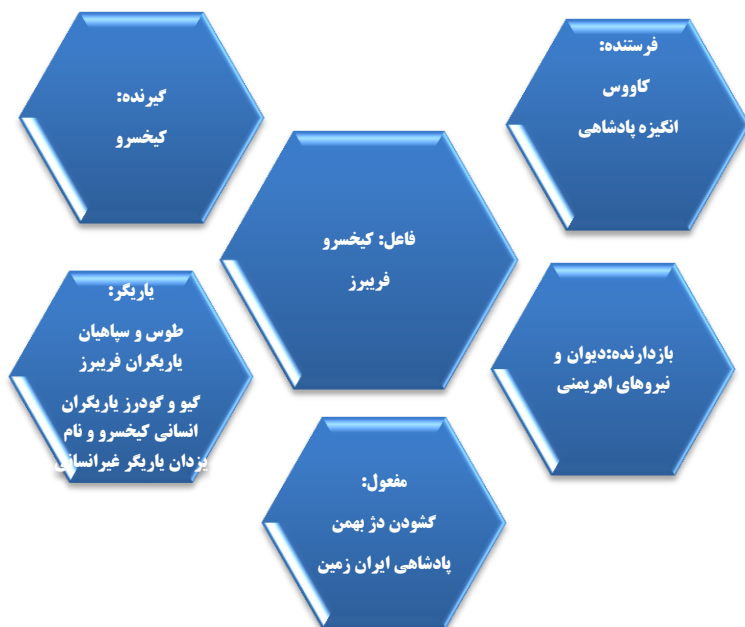 فرستنده:
کاووس
انگیزه پادشاهی
گیرنده:
کیخسرو
فاعل: کیخسرو
فریبرز
بازدارنده:دیوان و
نیروهای اهریمنی
یاریگر:
طوس و سپاهیان
یاریگران فریبرز
گیو و گودرز یاریگران
انسانی کیخسرو و نام
یزدان یاریگر غیرانسانی
مفعول:
گشودن دژ بهمن
پادشاهی ایران زمین